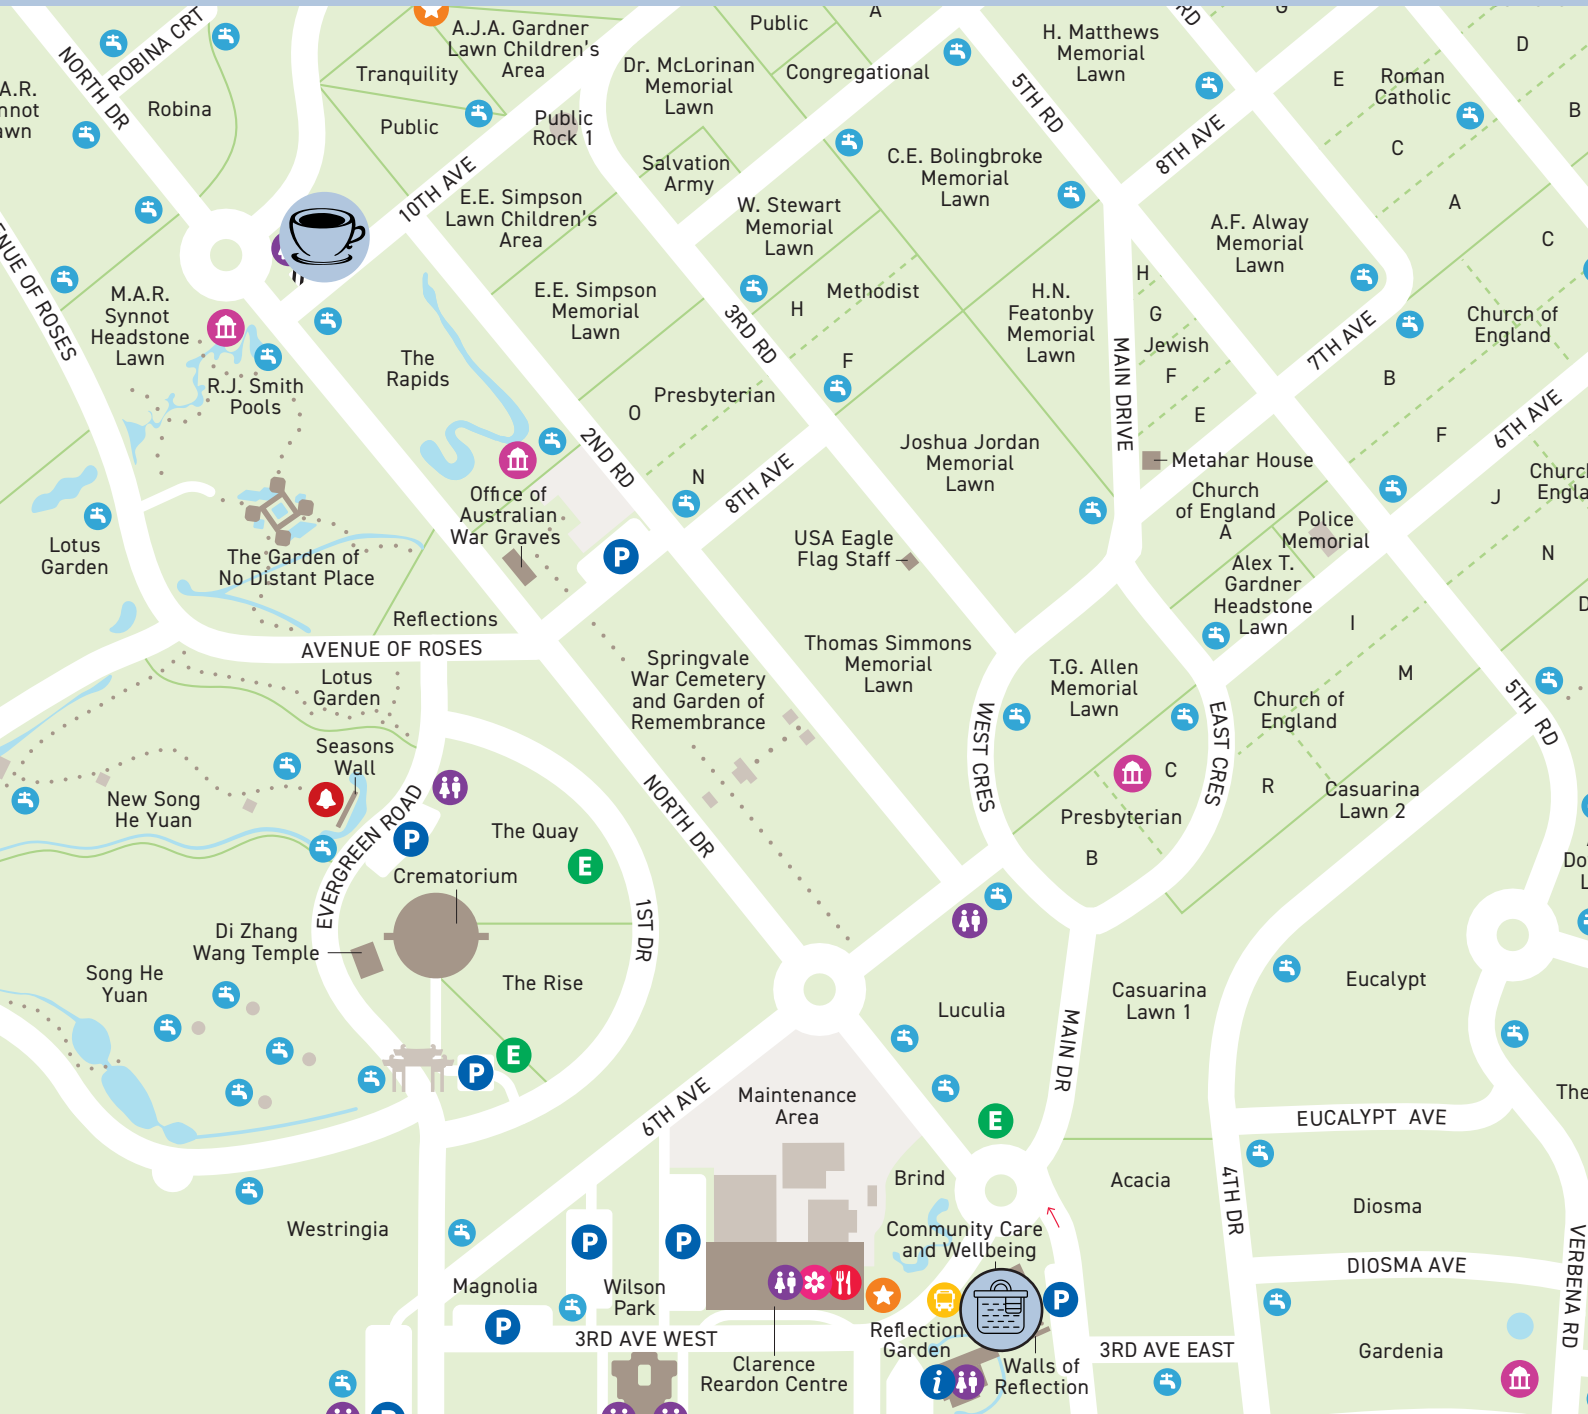 A.J.A. Gardner
Lawn Children's
Area
Public
A
G
RD
H. Matthews
Memorial
Lawn
D
NORTH DR
ROBINA CRT
Tranquility
Dr. McLorinan
Memorial
Lawn
Congregational
5TH RD
E
Roman
Catholic
B
A.R.
nnot
awn
Robina
Public
Public
Rock 1
C
8TH AVE
Salvation
Army
C.E. Bolingbroke
Memorial
Lawn
10TH AVE
E.E. Simpson
Lawn Children's
Area
W. Stewart
Memorial
Lawn
A.F. Alway
Memorial
Lawn
A
C
ENUE OF ROSES
M.A.R.
Synnot
Headstone
Lawn
E.E. Simpson
Memorial
Lawn
H
Methodist
H.N.
Featonby
Memorial
Lawn
H
G
Jewish
F
E
Church of
England
3RD RD
7TH AVE
MAIN DRIVE
The
Rapids
F
B
R.J. Smith
Pools
Presbyterian
O
6TH AVE
F
2ND RD
Joshua Jordan
Memorial
Lawn
Metahar House
N
8TH AVE
Church
of England
A
Police
Memorial
J
Church
Engla
Office of
Australian
War Graves
P
USA Eagle
Flag Staff
Lotus
Garden
The Garden of
No Distant Place
N
Alex T.
Gardner
Headstone
Lawn
D
I
Reflections
AVENUE OF ROSES
Lotus
Garden
Springvale
War Cemetery
and Garden of
Remembrance
Thomas Simmons
Memorial
Lawn
T.G. Allen
Memorial
Lawn
M
Church of
England
5TH RD
WEST CRES
EAST CRES
Seasons
Wall
New Song
He Yuan
C
R
Casuarina
Lawn 2
Presbyterian
B
NORTH DR
EVERGREEN ROAD
P
The Quay
E
Crematorium
Do
L
1ST DR
Di Zhang
Wang Temple
Song He
Yuan
The Rise
Eucalypt
Luculia
Casuarina
Lawn 1
MAIN DR
E
P
Maintenance
Area
6TH AVE
E
The
EUCALYPT AVE
Brind
Acacia
4TH DR
Diosma
Westringia
P
P
Community Care
and Wellbeing
VERBENA RD
DIOSMA AVE
Magnolia
Wilson
Park
P
P
3RD AVE WEST
Reflection
Garden
3RD AVE EAST
Gardenia
Clarence
Reardon Centre
i
Walls of
Reflection
P